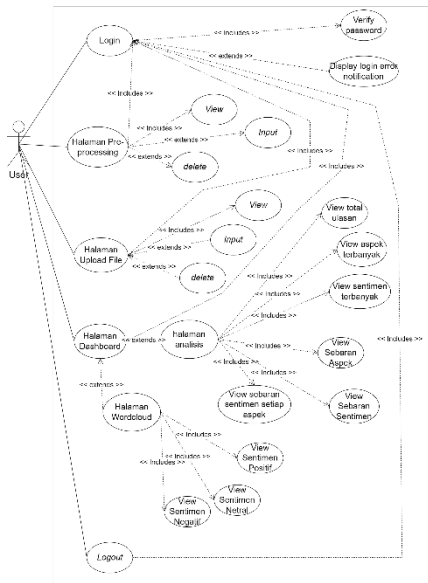 Login
<< Includes >>
Verify
password
<< extends >>
Display login error
notification
<< Includes >>
User
Halaman Pre-
processing
<< Includes >>
View
<< extends >>
Input
<< extends >>
delete
<< Includes >>
<< Includes >>
Halaman
Upload File
<< Includes >>
View
<< extends >>
Input
<< extends >>
delete
View total
ulasan
<< Includes >>
View aspek
terbanyak
<< Includes >>
View sentimen
terbanyak
<< Includes >>
Halaman
Dashboard
<< extends >>
halaman
analisis
<< Includes >>
View
Sebaran
Aspek
<< Includes >>
<< Includes >>
View sebaran
sentimen setiap
aspek
<< Includes >>
View
Sebaran
Sentimen
<< Includes >>
<< extends >>
Halaman
Wordcloud
<< Includes >>
View
Sentimen
Positif
<< Includes >>
View
Sentimen
Netral
<< Includes >>
View
Sentimen
Negatif
Logout